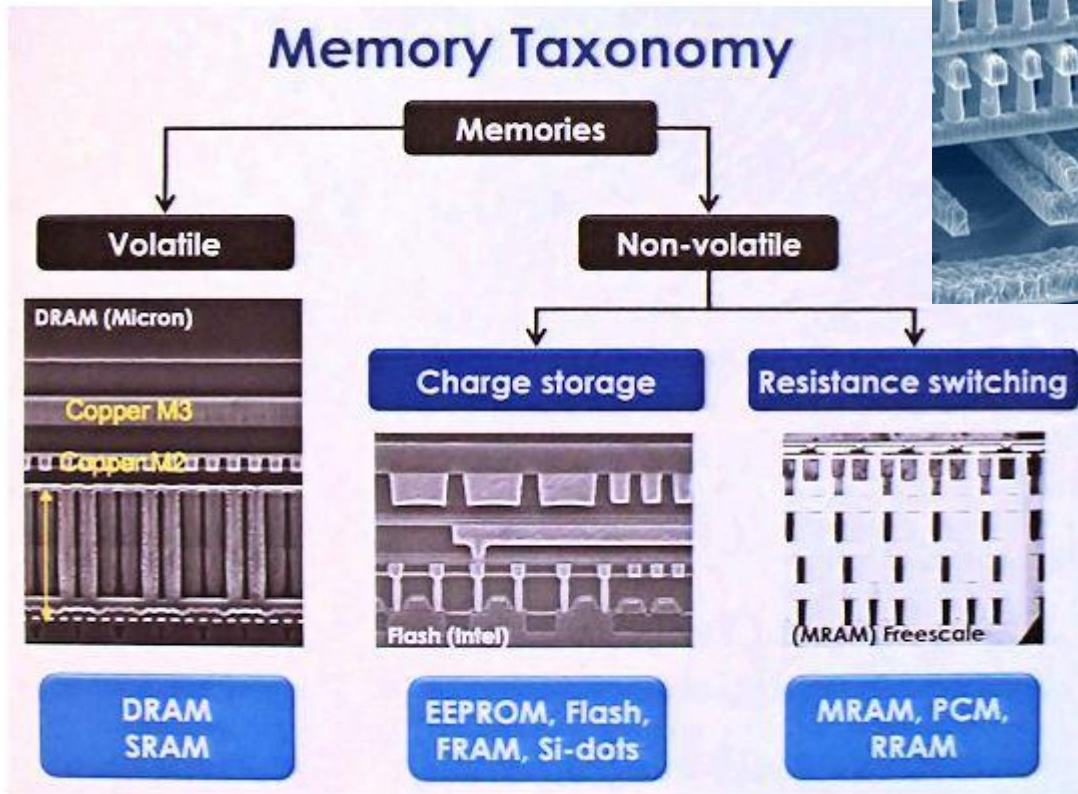 Memory Taxonomy
Memories
Volatile
Non-volatile
DRAM (Micron)
Copper M3
Copper M2
Charge storage
Resistance switching
Flash (Intel)
(MRAM) Freescale
DRAM
SRAM
EEPROM, Flash,
FRAM, Si-dots
MRAM, PCM,
RRAM